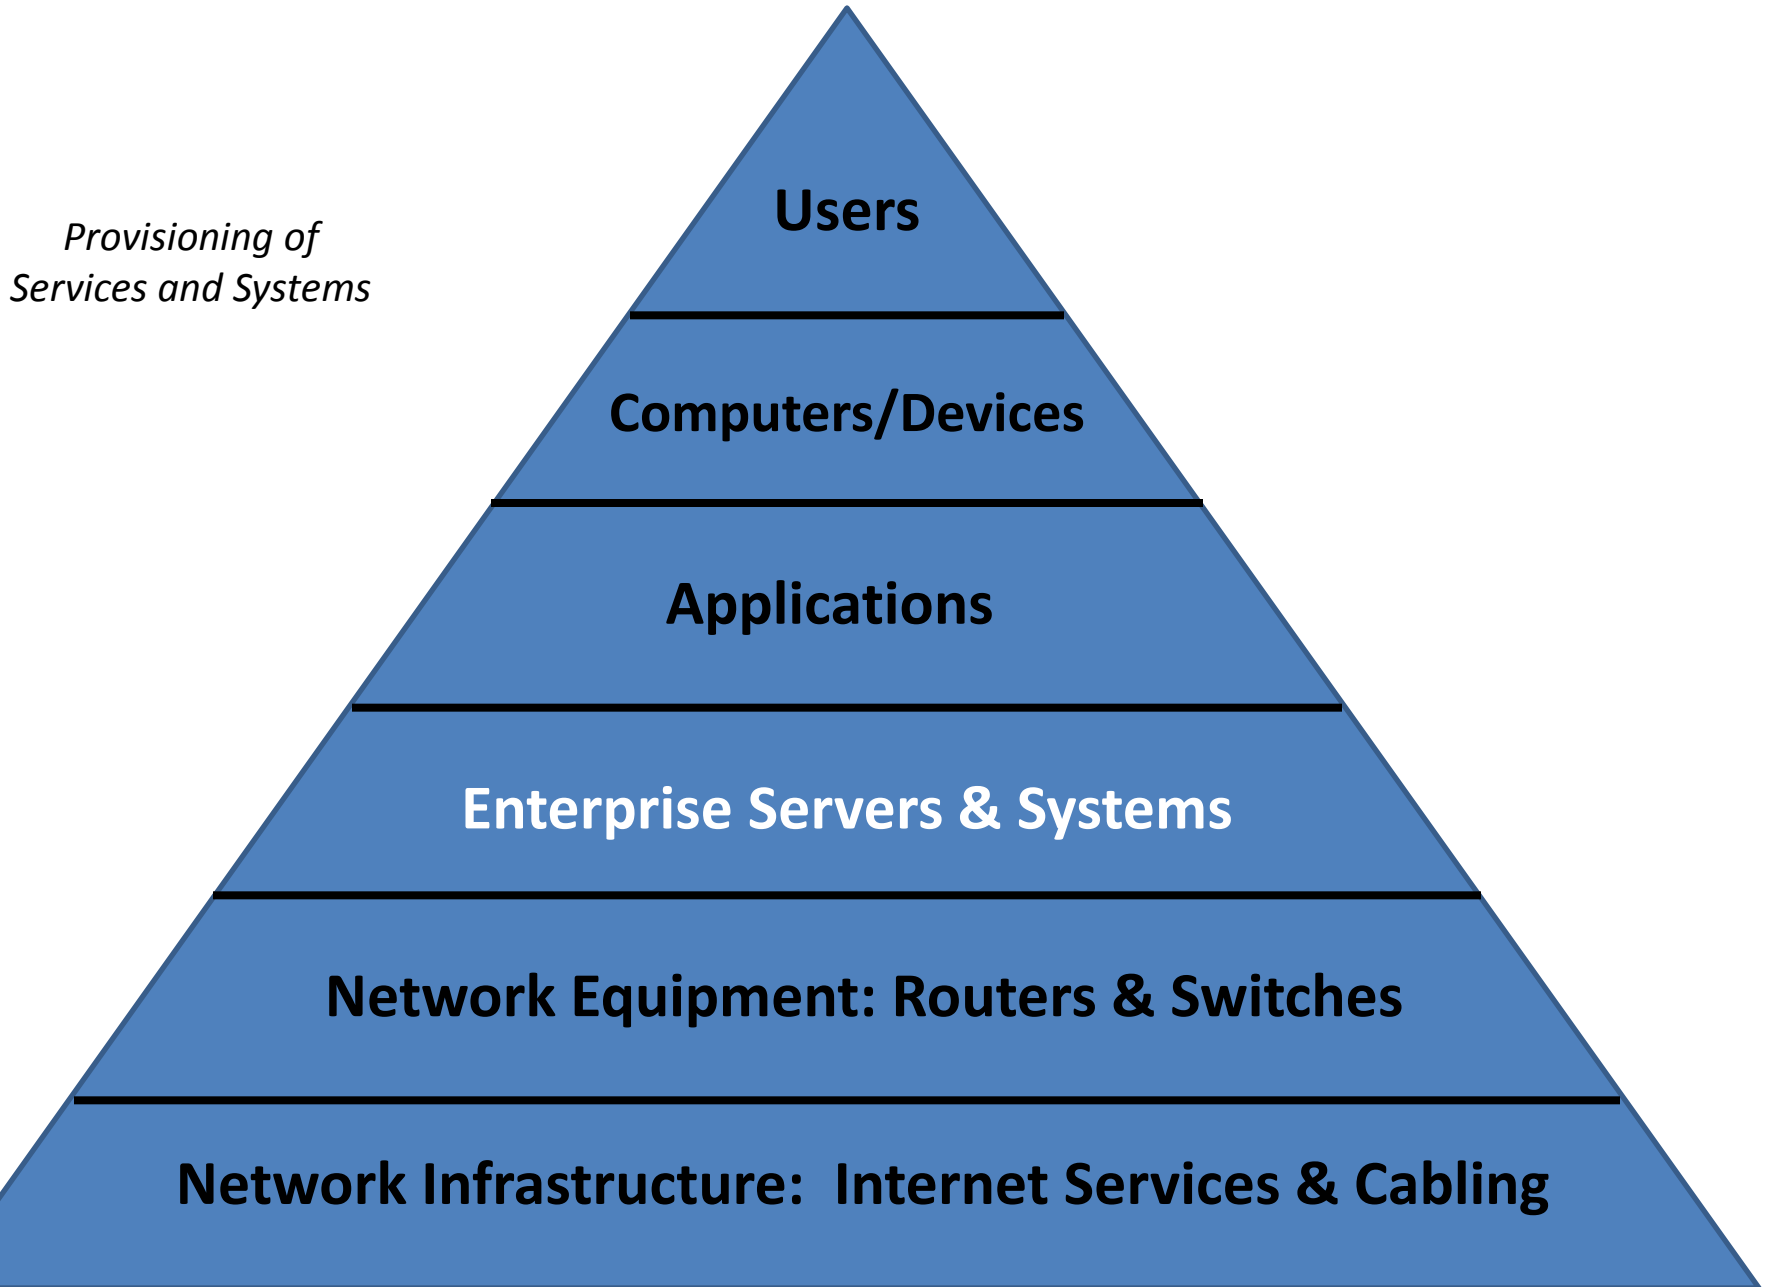 Users
Provisioning of
Services and Systems
Computers/Devices
Applications
Enterprise Servers & Systems
Network Equipment: Routers & Switches
Network Infrastructure:  Internet Services & Cabling